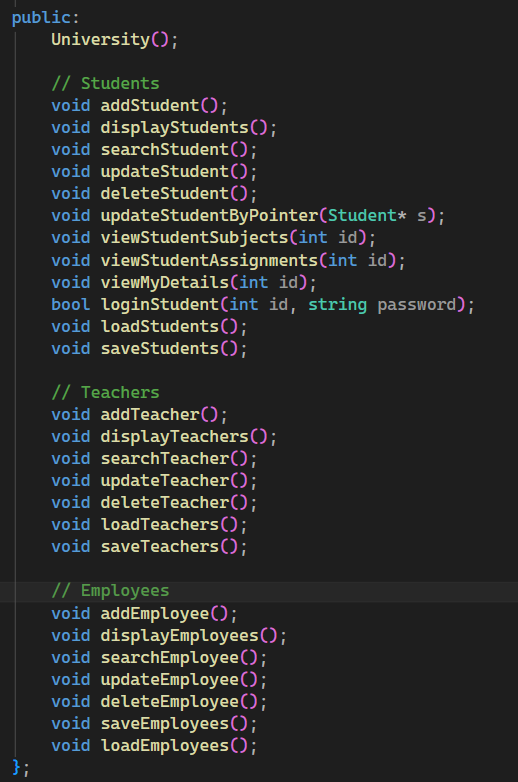 public:
    University();

    // Students
    void addStudent();
    void displayStudents();
    void searchStudent();
    void updateStudent();
    void deleteStudent();
    void updateStudentByPointer(Student* s);
    void viewStudentSubjects(int id);
    void viewStudentAssignments(int id);
    void viewMyDetails(int id);
    bool loginStudent(int id, string password);
    void loadStudents();
    void saveStudents();

    // Teachers
    void addTeacher();
    void displayTeachers();
    void searchTeacher();
    void updateTeacher();
    void deleteTeacher();
    void loadTeachers();
    void saveTeachers();

    // Employees
    void addEmployee();
    void displayEmployees();
    void searchEmployee();
    void updateEmployee();
    void deleteEmployee();
    void saveEmployees();
    void loadEmployees();
};